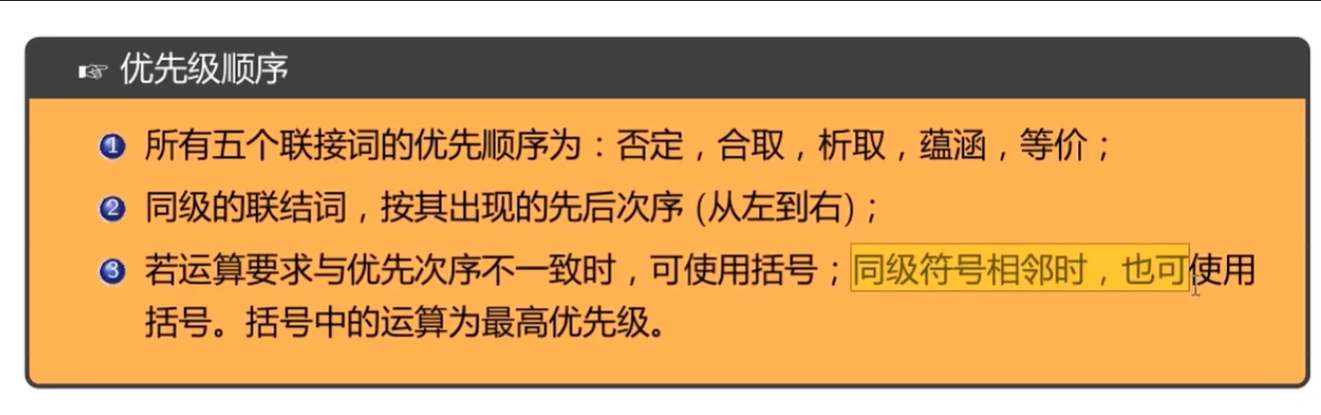 ☞ 优先级顺序
1 所有五个联接词的优先顺序为：否定，合取，析取，蕴涵，等价；
2 同级的联结词，按其出现的先后次序 (从左到右)；
3 若运算要求与优先次序不一致时，可使用括号；同级符号相邻时，也可使用
括号。括号中的运算为最高优先级。